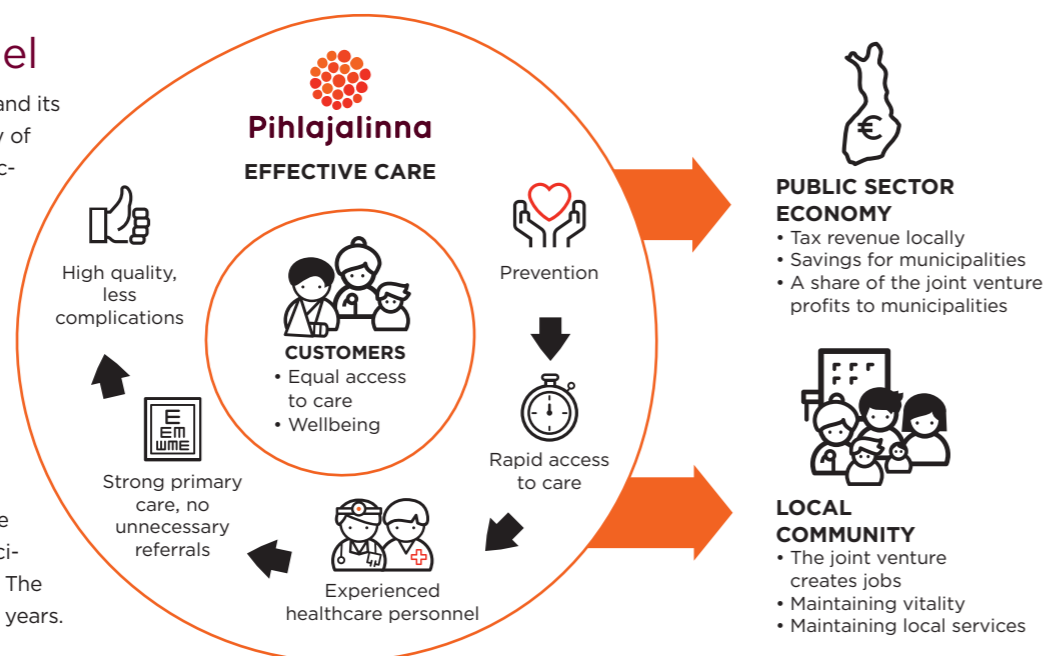 el
and its
of
c-
e
ci-
The
years.
Pihlajalinna
EFFECTIVE CARE
High quality,
less
complications
Prevention
CUSTOMERS
• Equal access
to care
• Wellbeing
Rapid access
to care
E
EM
WME
Strong primary
care, no
unnecessary
referrals
Experienced
healthcare personnel
€
PUBLIC SECTOR
ECONOMY
• Tax revenue locally
• Savings for municipalities
• A share of the joint venture
profits to municipalities
LOCAL
COMMUNITY
• The joint venture
creates jobs
• Maintaining vitality
• Maintaining local services